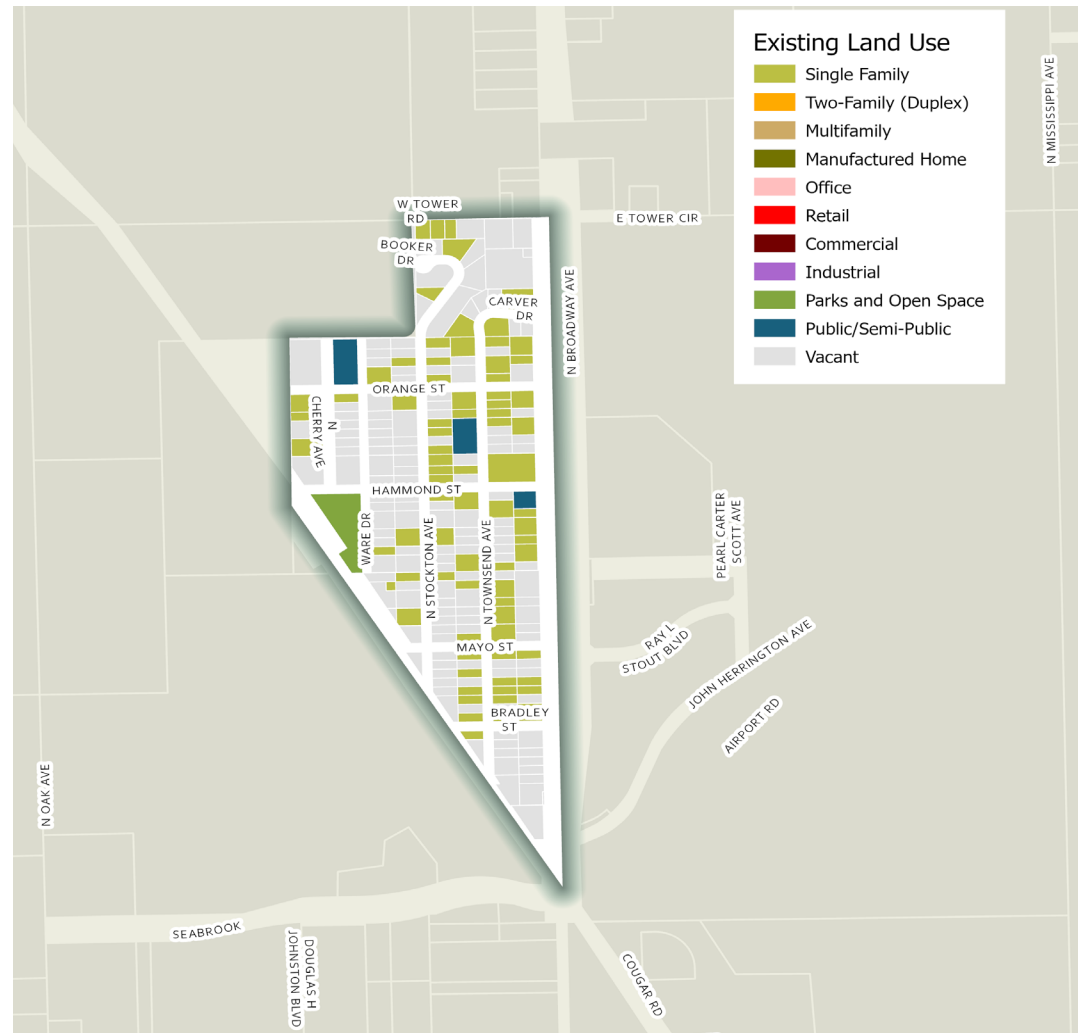 Existing Land Use
Single Family
Two-Family (Duplex)
Multifamily
Manufactured Home
Office
Retail
Commercial
Industrial
Parks and Open Space
Public/Semi-Public
Vacant
N MISSISSIPPI AVE
W TOWER
RD
E TOWER CIR
BOOKER
DR
CARVER
DR
N BROADWAY AVE
ORANGE ST
N
CHERRY AVE
HAMMOND ST
WARE DR
N STOCKTON AVE
N TOWNSEND AVE
PEARL CARTER
SCOTT AVE
RAY L
STOUT BLVD
MAYO ST
JOHN HERRINGTON AVE
AIRPORT RD
BRADLEY
ST
N OAK AVE
SEABROOK
DOUGLAS H
JOHNSTON BLVD
COUGAR RD